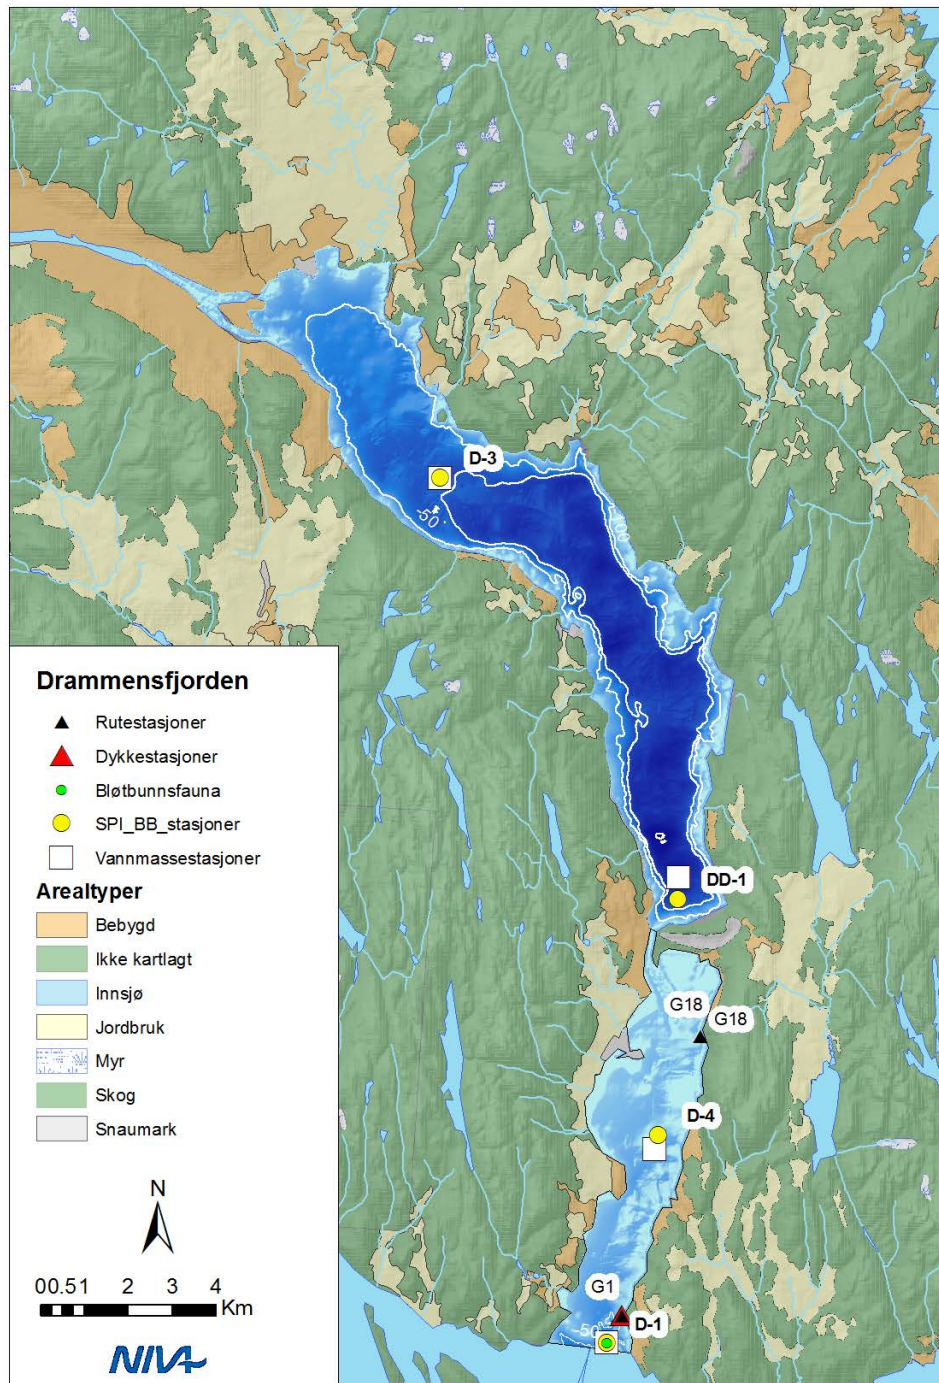 D-3
-50
100
DD-1
G18
G18
D-4
G1
D-1
-50
Drammensfjorden
Rutestasjoner
Dykkestasjoner
Bløtbunnsfauna
SPI_BB_stasjoner
Vannmassestasjoner
Arealtyper
Bebygd
Ikke kartlagt
Innsjø
Jordbruk
Myr
Skog
Snaumark
N
00.51 2 3 4
Km
NIVA